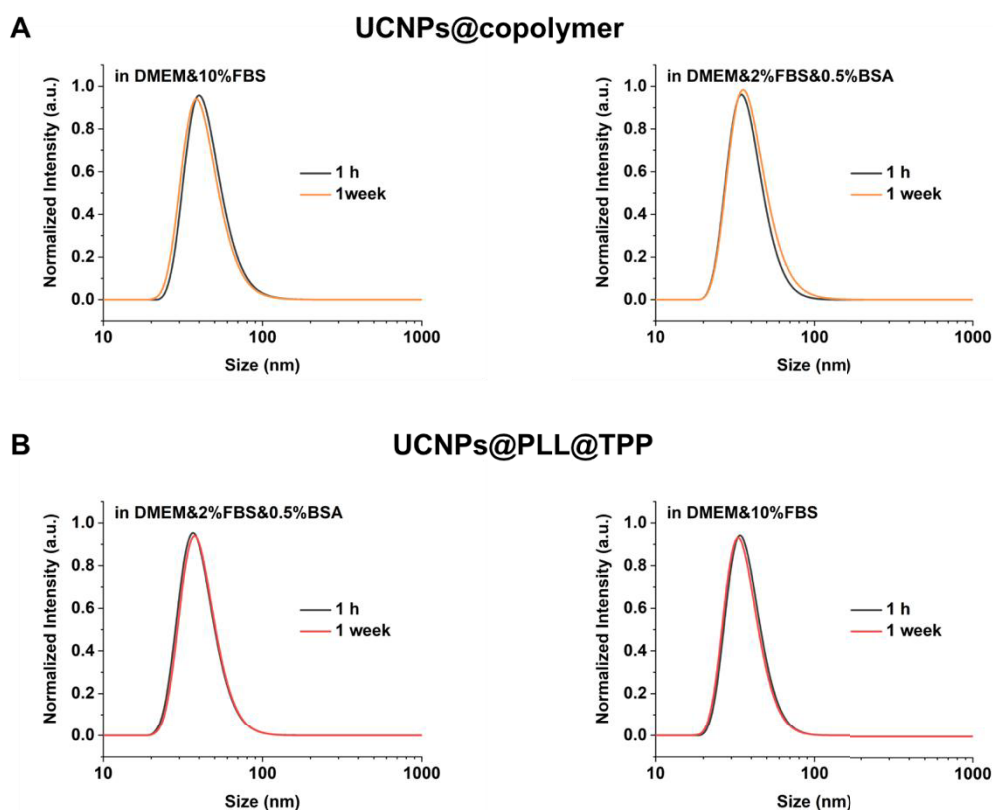 A
UCNPs@copolymer
in DMEM&10%FBS
1.0
0.8
0.6
0.4
0.2
0.0
Normalized Intensity (a.u.)
1 h
1week
10
100
1000
Size (nm)
in DMEM&2%FBS&0.5%BSA
1.0
0.8
0.6
0.4
0.2
0.0
Normalized Intensity (a.u.)
1 h
1 week
10
100
1000
Size (nm)
B
UCNPs@PLL@TPP
in DMEM&2%FBS&0.5%BSA
1.0
0.8
0.6
0.4
0.2
0.0
Normalized Intensity (a.u.)
1 h
1 week
10
100
1000
Size (nm)
in DMEM&10%FBS
1.0
0.8
0.6
0.4
0.2
0.0
Normalized Intensity (a.u.)
1 h
1 week
10
100
1000
Size (nm)